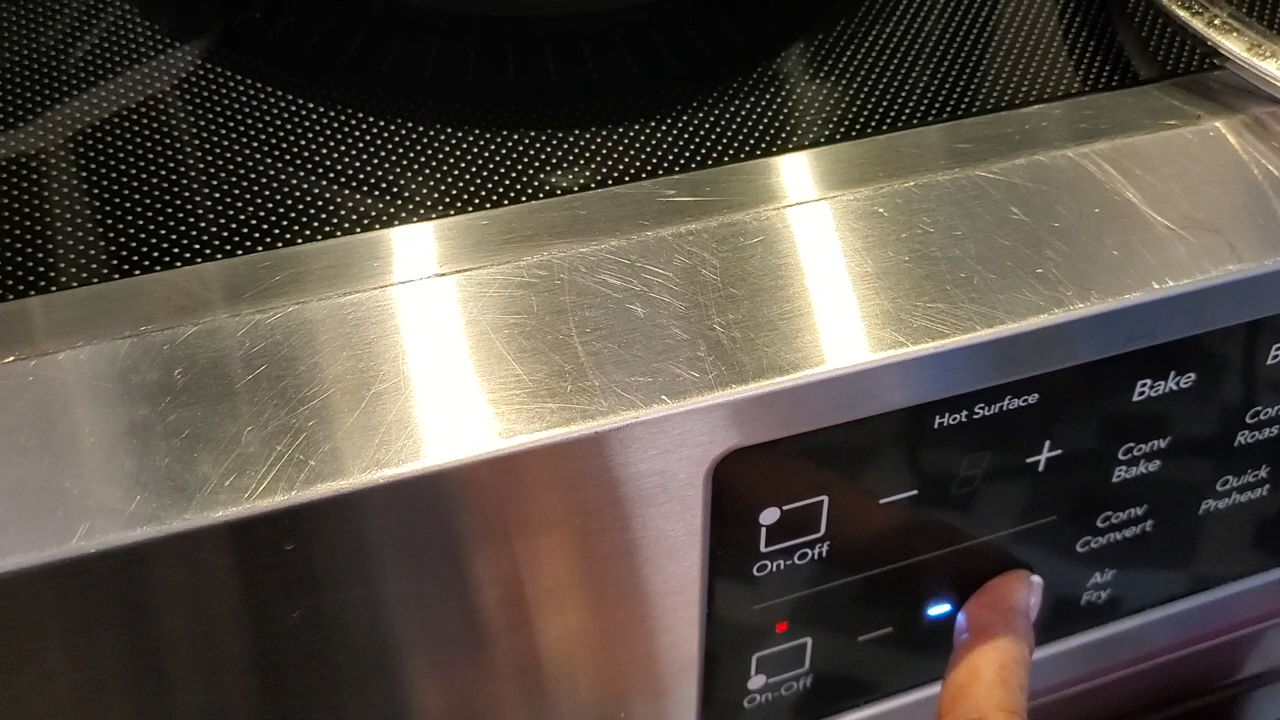 Hot Surface
Bake
Conv
Bake
Quick
Preheat
Conv
Convert
On-Off
Air
Fry
On-Off